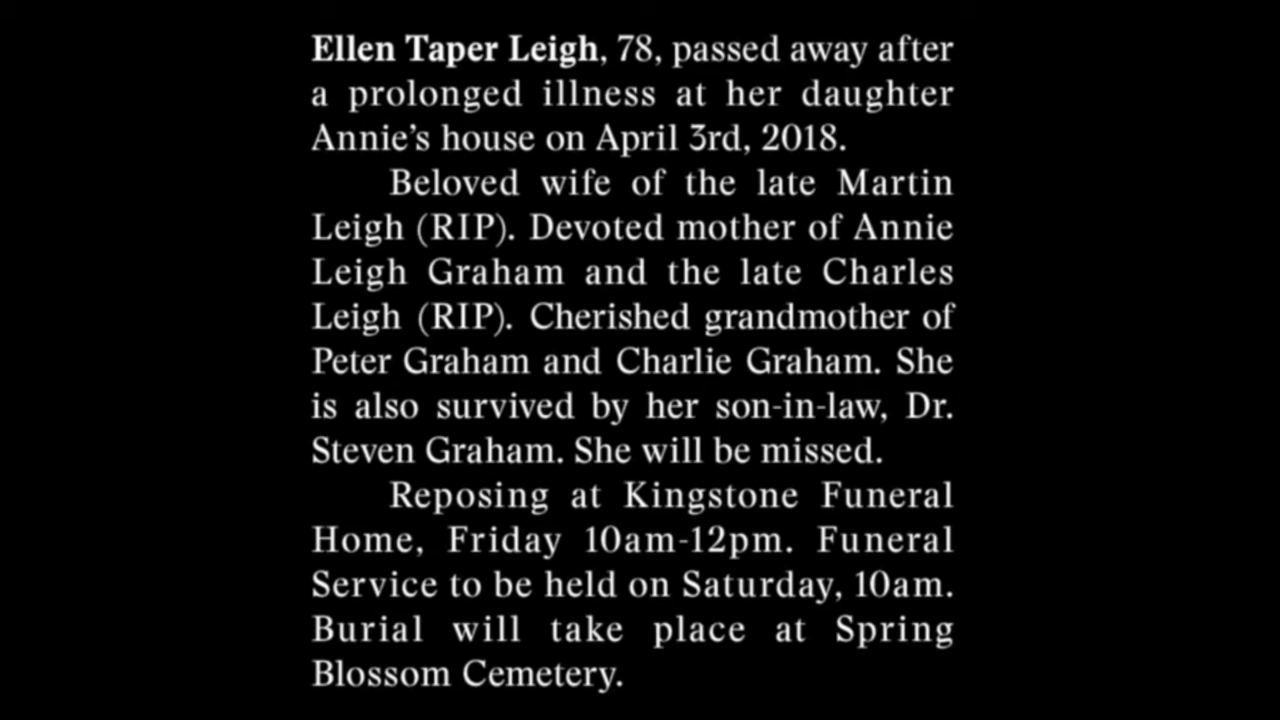 Ellen Taper Leigh, 78, passed away after
a prolonged illness at her daughter
Annie’s house on April 3rd, 2018.
Beloved wife of the late Martin
Leigh (RIP). Devoted mother of Annie
Leigh Graham and the late Charles
Leigh (RIP). Cherished grandmother of
Peter Graham and Charlie Graham. She
is also survived by her son-in-law, Dr.
Steven Graham. She will be missed.
Reposing at Kingstone Funeral
Home, Friday 10am-12pm. Funeral
Service to be held on Saturday, 10am.
Burial will take place at Spring
Blossom Cemetery.